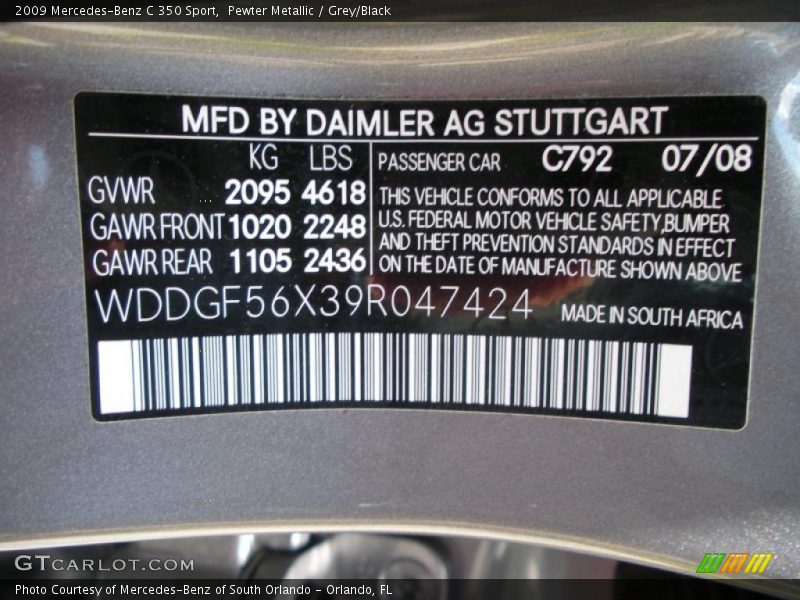 2009 Mercedes-Benz C 350 Sport, Pewter Metallic / Grey/Black
MFD BY DAIMLER AG STUTTGART
KG LBS
GVWR 2095 4618
GAWR FRONT 1020 2248
GAWR REAR 1105 2436
PASSENGER CAR C792 07/08
THIS VEHICLE CONFORMS TO ALL APPLICABLE
U.S. FEDERAL MOTOR VEHICLE SAFETY,BUMPER
AND THEFT PREVENTION STANDARDS IN EFFECT
ON THE DATE OF MANUFACTURE SHOWN ABOVE
WDDGF56X39R047424 MADE IN SOUTH AFRICA
GTCARLOT.COM
Photo Courtesy of Mercedes-Benz of South Orlando - Orlando, FL